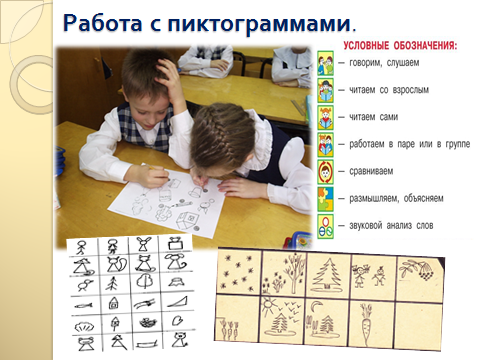 Работа с пиктограммами.
УСЛОВНЫЕ ОБОЗНАЧЕНИЯ:
— говорим, слушаем
— читаем со взрослым
— читаем сами
— работаем в паре или в группе
— сравниваем
— размышляем, объясняем
— звуковой анализ слов